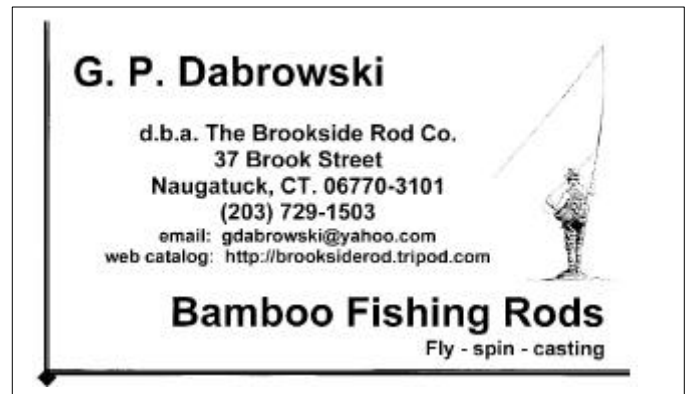 G. P. Dabrowski
d.b.a. The Brookside Rod Co.
37 Brook Street
Naugatuck, CT. 06770-3101
(203) 729-1503
email: gdabrowski@yahoo.com
web catalog: http://brooksiderod.tripod.com
Bamboo Fishing Rods
Fly - spin - casting